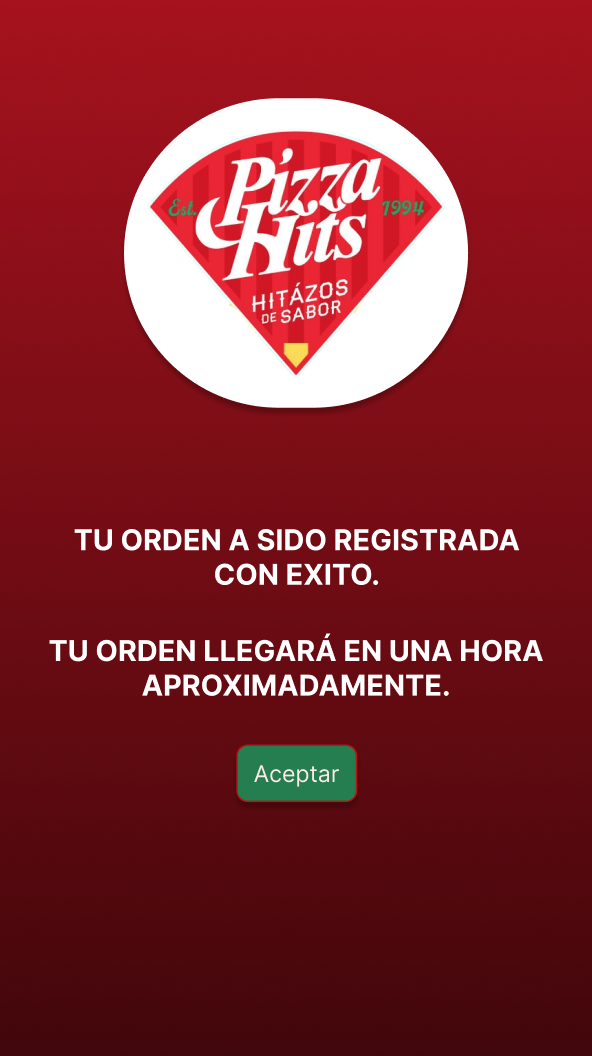 Pizza
Est. Hits 1994
HITÁZOS
DE SABOR
TU ORDEN A SIDO REGISTRADA
CON EXITO.
TU ORDEN LLEGARÁ EN UNA HORA
APROXIMADAMENTE.
Aceptar